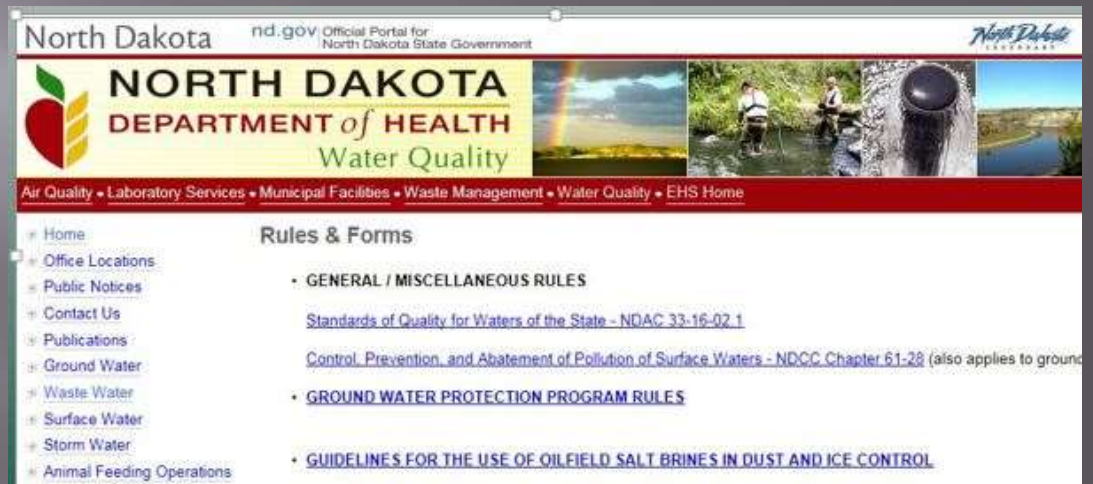 North Dakota
nd.gov Official Portal for
North Dakota State Government
North Dakota
LEGENDARY
NORTH DAKOTA
DEPARTMENT of HEALTH
Water Quality
Air Quality • Laboratory Services • Municipal Facilities • Waste Management • Water Quality • EHS Home
Home
Office Locations
Public Notices
Contact Us
Publications
Ground Water
Waste Water
Surface Water
Storm Water
Animal Feeding Operations
Rules & Forms
• GENERAL / MISCELLANEOUS RULES
Standards of Quality for Waters of the State - NDAC 33-16-02.1
Control, Prevention, and Abatement of Pollution of Surface Waters - NDCC Chapter 61-28 (also applies to ground
• GROUND WATER PROTECTION PROGRAM RULES
• GUIDELINES FOR THE USE OF OILFIELD SALT BRINES IN DUST AND ICE CONTROL